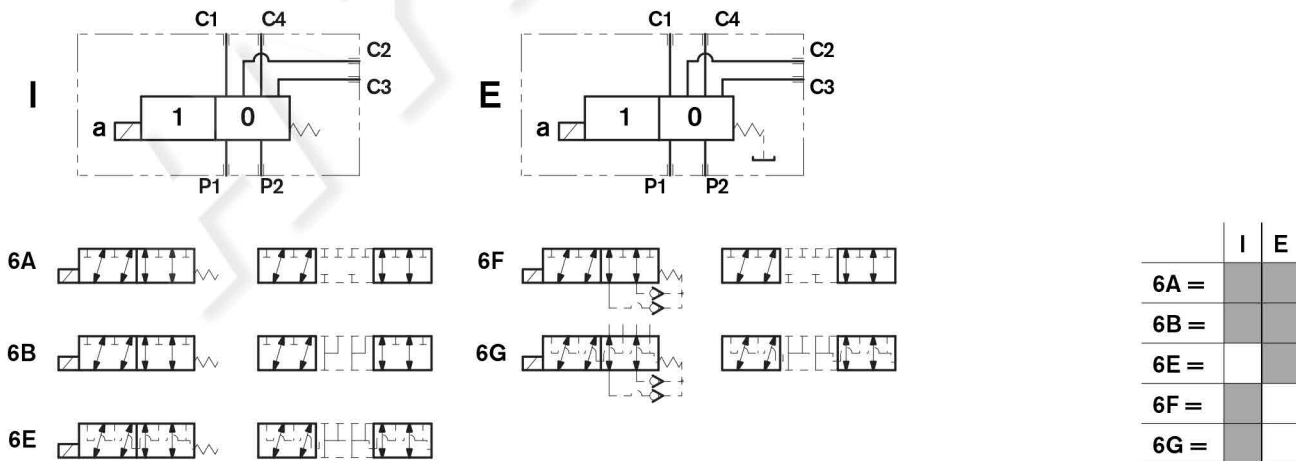 C1 C4
C2
C3
I
a
1 0
P1 P2
C1 C4
C2
C3
E
a
1 0
P1 P2
6A
6B
6E
6F
6G
I E
6A =
6B =
6E =
6F =
6G =